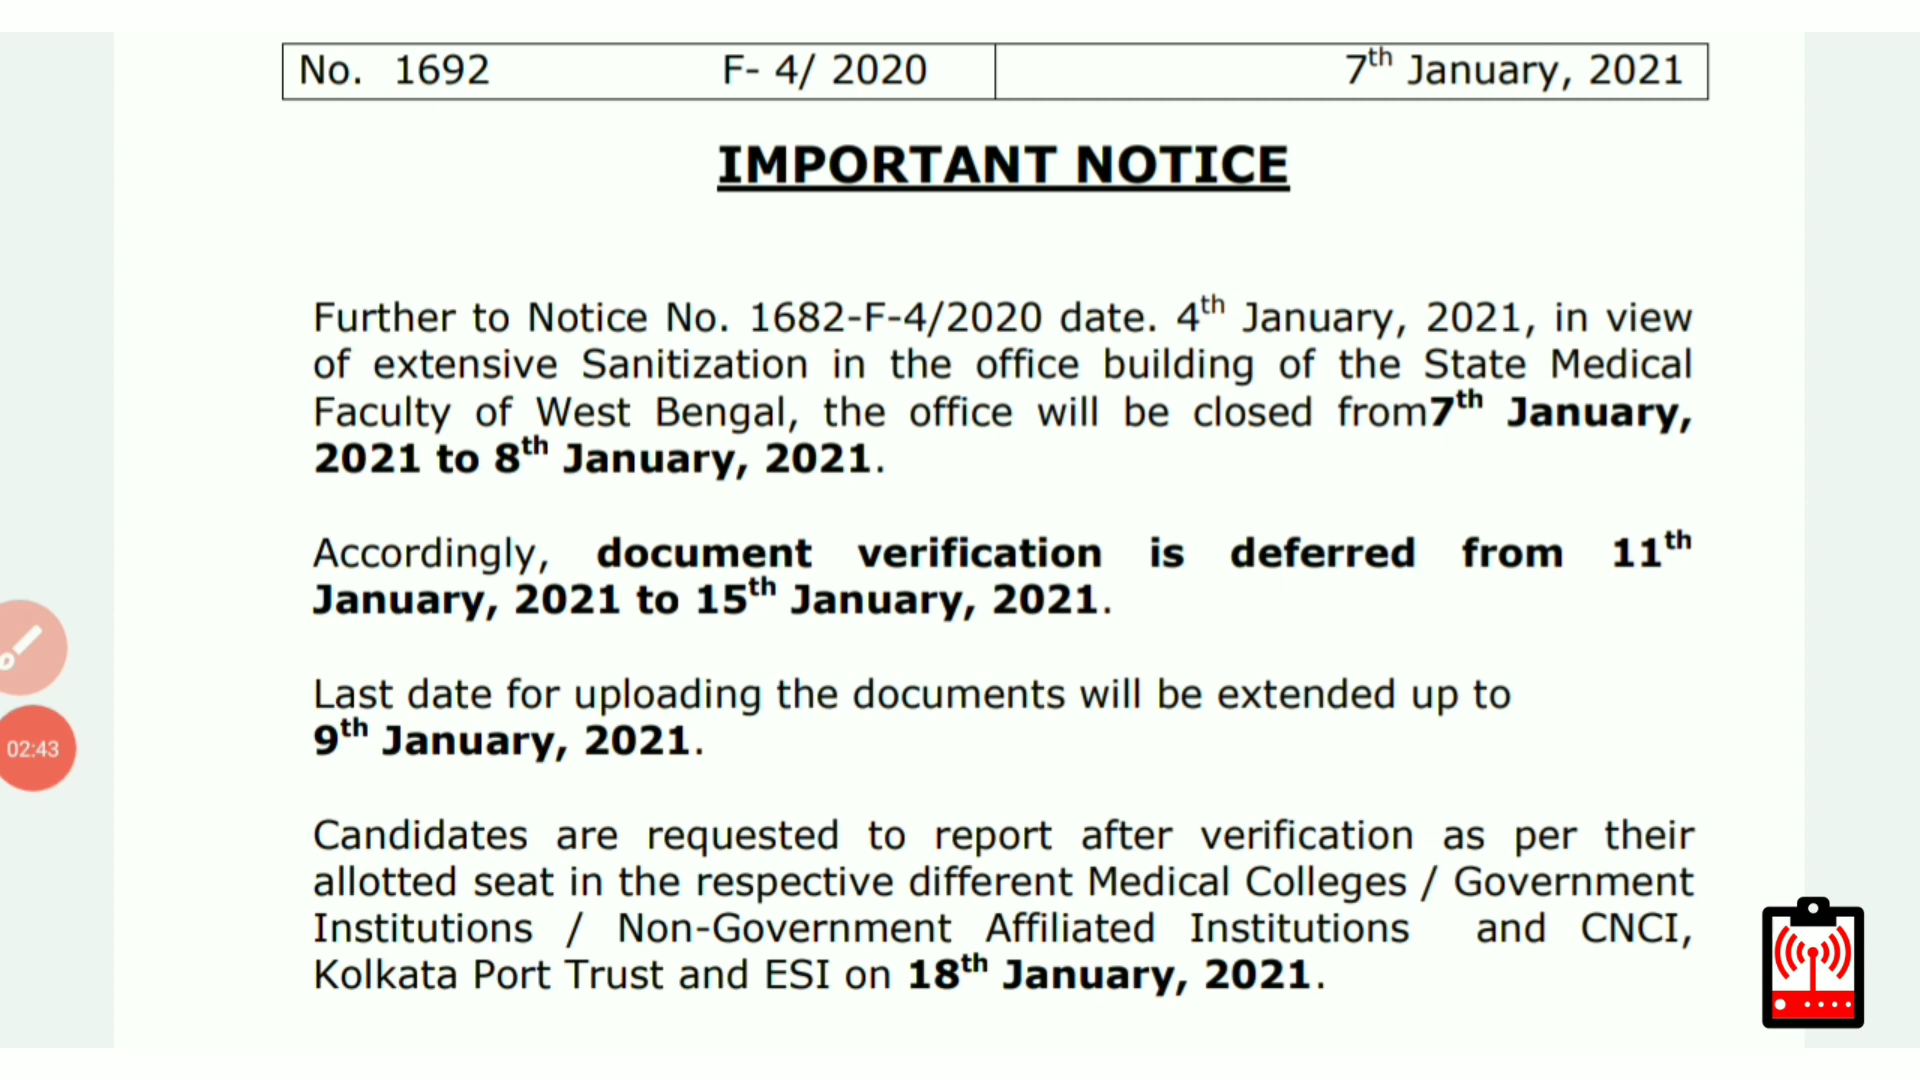 No. 1692 F- 4/ 2020 7th January, 2021
IMPORTANT NOTICE
Further to Notice No. 1682-F-4/2020 date. 4th January, 2021, in view
of extensive Sanitization in the office building of the State Medical
Faculty of West Bengal, the office will be closed from7th January,
2021 to 8th January, 2021.
Accordingly, document verification is deferred from 11th
January, 2021 to 15th January, 2021.
Last date for uploading the documents will be extended up to
9th January, 2021.
02:43
Candidates are requested to report after verification as per their
allotted seat in the respective different Medical Colleges / Government
Institutions / Non-Government Affiliated Institutions and CNCI,
Kolkata Port Trust and ESI on 18th January, 2021.